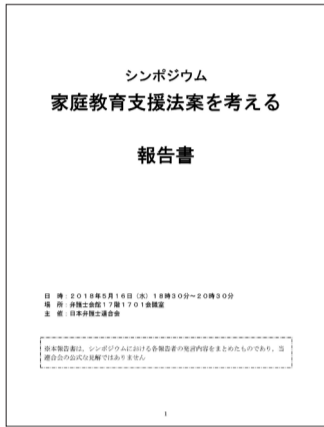 シンポジウム
家庭教育支援法案を考える
報告書
日　時：２０１８年５月１６日（水）１８時３０分～２０時３０分
場　所：弁護士会館１７階１７０１会議室
主　催：日本弁護士連合会
※本報告書は、シンポジウムにおける各報告者の発言内容をまとめたものであり、当
連合会の公式な見解ではありません
1